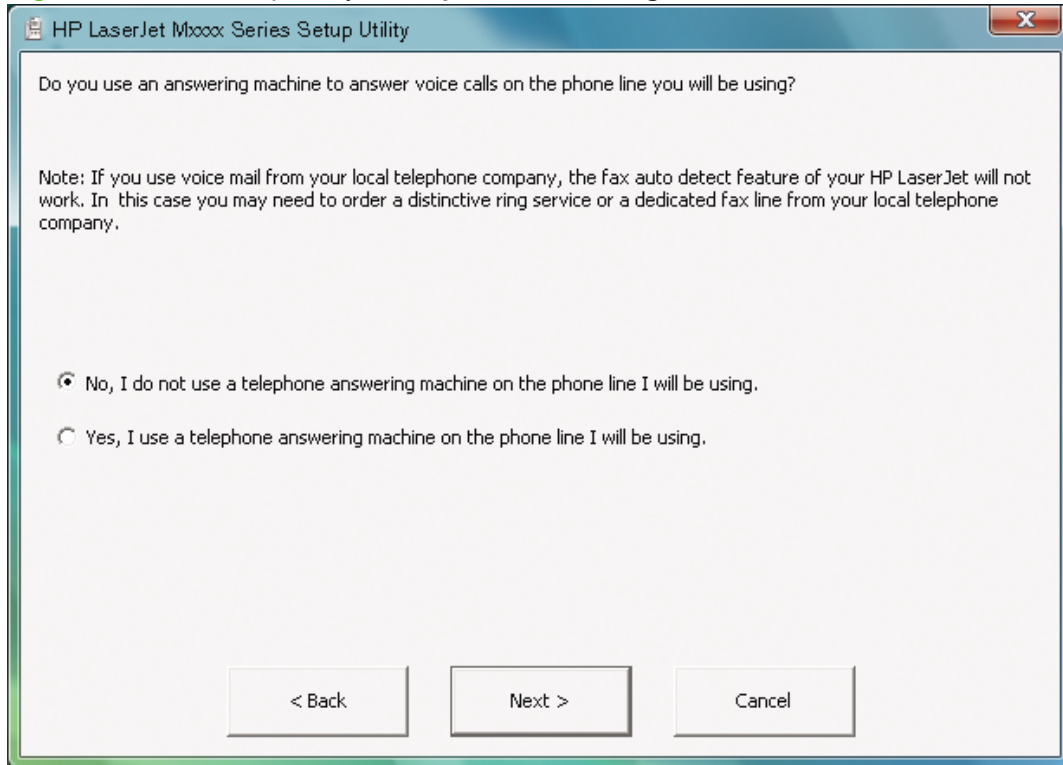 HP LaserJet Mxxxx Series Setup Utility
X
Do you use an answering machine to answer voice calls on the phone line you will be using?
Note: If you use voice mail from your local telephone company, the fax auto detect feature of your HP LaserJet will not
work. In this case you may need to order a distinctive ring service or a dedicated fax line from your local telephone
company.
No, I do not use a telephone answering machine on the phone line I will be using.
Yes, I use a telephone answering machine on the phone line I will be using.
< Back
Next >
Cancel